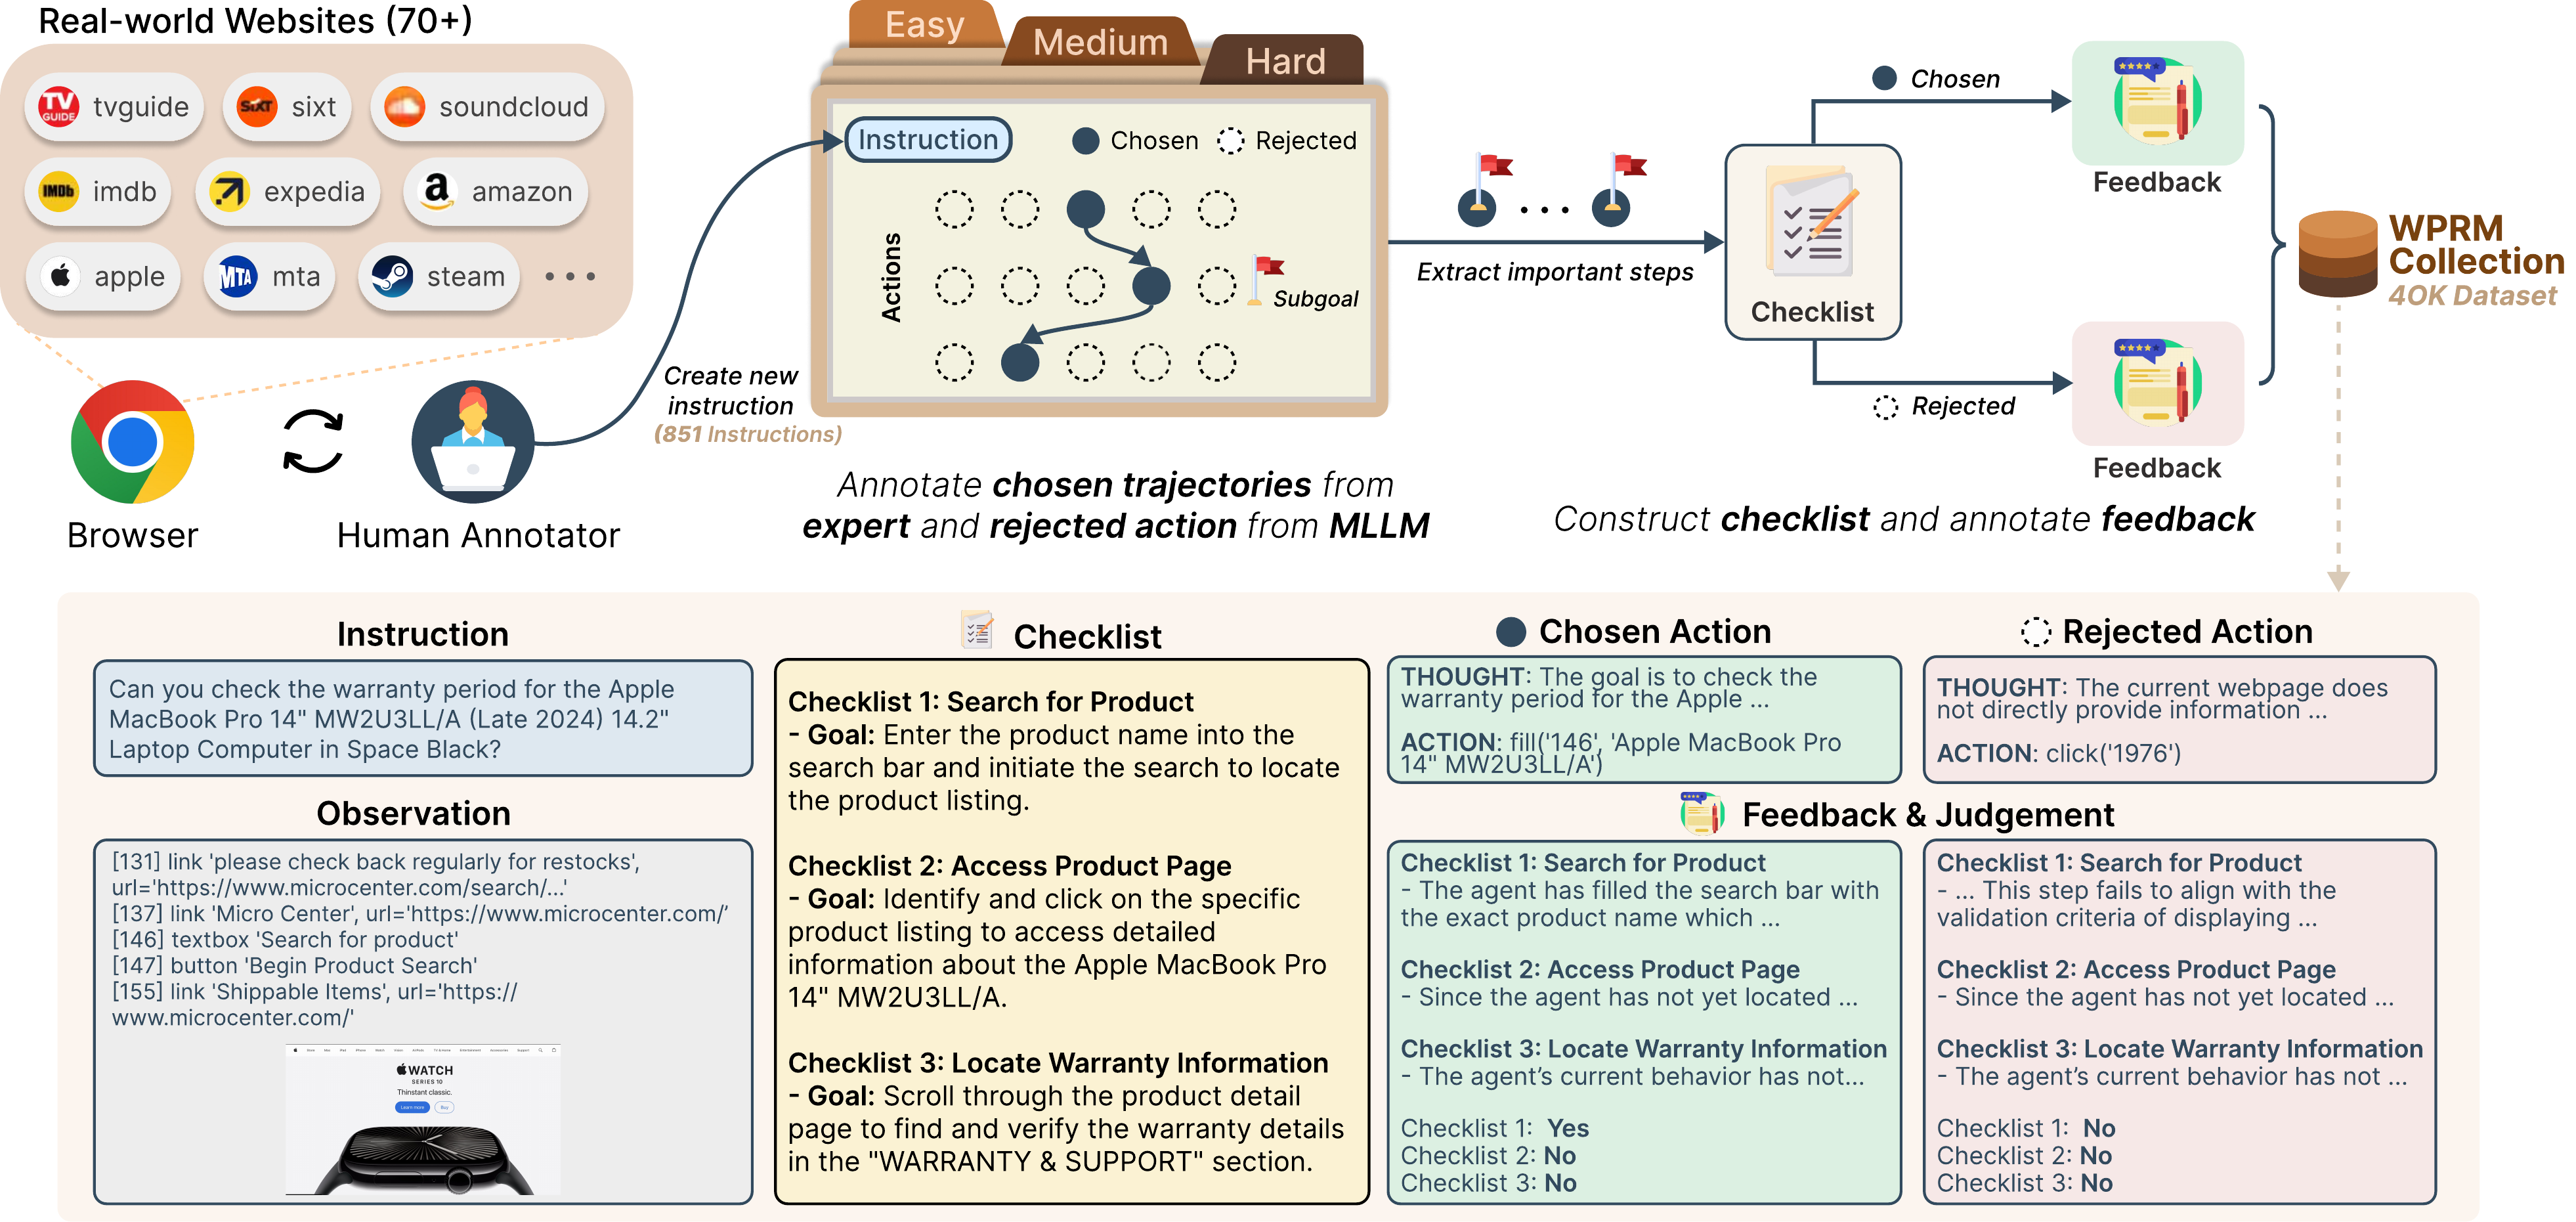 Real-world Websites (70+)
TV GUIDE tvguide
SIXT sixt
soundcloud
IMDb imdb
expedia
a amazon
apple
MTA mta
steam
• • •
Browser
Human Annotator
Create new
instruction
(851 Instructions)
Easy
Medium
Hard
Instruction
Chosen
Rejected
Actions
Subgoal
Annotate chosen trajectories from
expert and rejected action from MLLM
Extract important steps
Checklist
Chosen
Feedback
Rejected
Feedback
Construct checklist and annotate feedback
WPRM
Collection
40K Dataset
Instruction
Can you check the warranty period for the Apple
MacBook Pro 14" MW2U3LL/A (Late 2024) 14.2"
Laptop Computer in Space Black?
Observation
[131] link 'please check back regularly for restocks',
url='https://www.microcenter.com/search/...'
[137] link 'Micro Center', url='https://www.microcenter.com/'
[146] textbox 'Search for product'
[147] button 'Begin Product Search'
[155] link 'Shippable Items', url='https://
www.microcenter.com/'
WATCH
SERIES 10
Thinstant classic.
Learn more
Buy
Checklist
Checklist 1: Search for Product
- Goal: Enter the product name into the
search bar and initiate the search to locate
the product listing.
Checklist 2: Access Product Page
- Goal: Identify and click on the specific
product listing to access detailed
information about the Apple MacBook Pro
14" MW2U3LL/A.
Checklist 3: Locate Warranty Information
- Goal: Scroll through the product detail
page to find and verify the warranty details
in the "WARRANTY & SUPPORT" section.
Chosen Action
THOUGHT: The goal is to check the
warranty period for the Apple ...
ACTION: fill('146', 'Apple MacBook Pro
14" MW2U3LL/A')
Rejected Action
THOUGHT: The current webpage does
not directly provide information ...
ACTION: click('1976')
Feedback & Judgement
Checklist 1: Search for Product
- The agent has filled the search bar with
the exact product name which ...
Checklist 2: Access Product Page
- Since the agent has not yet located ...
Checklist 3: Locate Warranty Information
- The agent's current behavior has not...
Checklist 1: Yes
Checklist 2: No
Checklist 3: No
Checklist 1: Search for Product
- ... This step fails to align with the
validation criteria of displaying ...
Checklist 2: Access Product Page
- Since the agent has not yet located ...
Checklist 3: Locate Warranty Information
- The agent's current behavior has not ...
Checklist 1: No
Checklist 2: No
Checklist 3: No